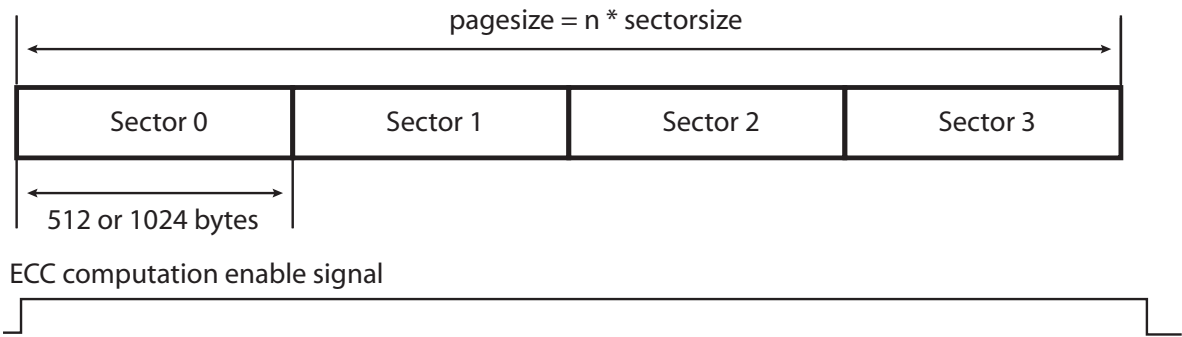 pagesize = n * sectorsize
Sector 0 Sector 1 Sector 2 Sector 3
512 or 1024 bytes
ECC computation enable signal